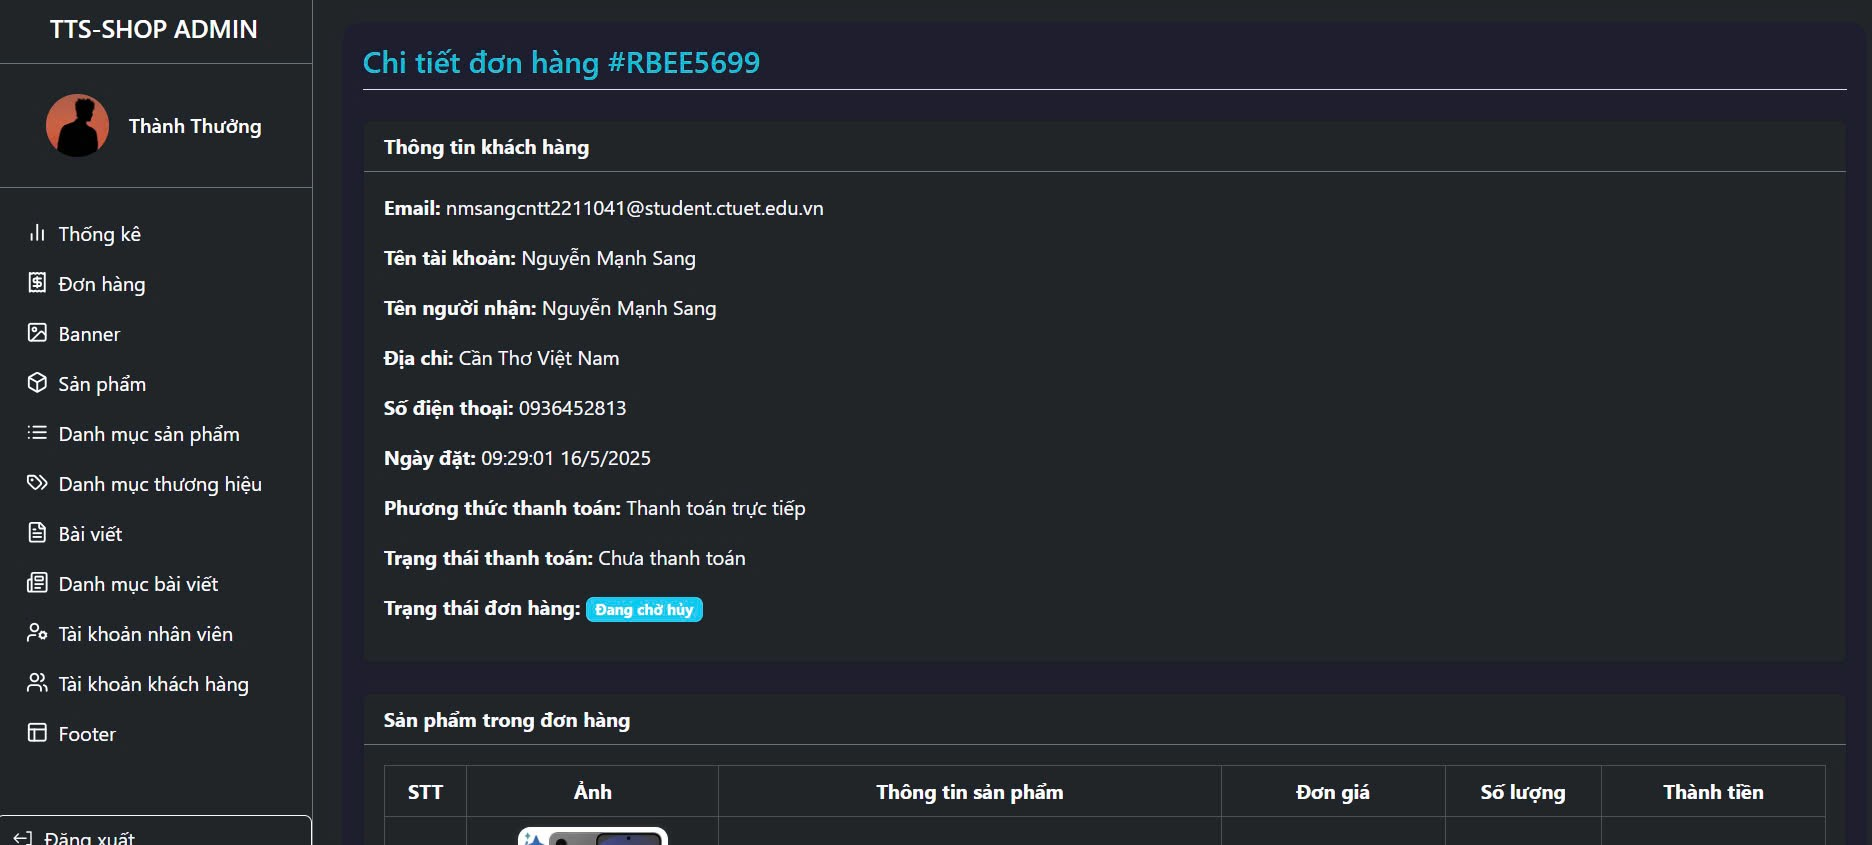 TTS-SHOP ADMIN
Thành Thưởng
Thống kê
Đơn hàng
Banner
Sản phẩm
Danh mục sản phẩm
Danh mục thương hiệu
Bài viết
Danh mục bài viết
Tài khoản nhân viên
Tài khoản khách hàng
Footer
Đăng xuất
Chi tiết đơn hàng #RBEE5699
Thông tin khách hàng
Email: nmsangcntt2211041@student.ctuet.edu.vn
Tên tài khoản: Nguyễn Mạnh Sang
Tên người nhận: Nguyễn Mạnh Sang
Địa chỉ: Cần Thơ Việt Nam
Số điện thoại: 0936452813
Ngày đặt: 09:29:01 16/5/2025
Phương thức thanh toán: Thanh toán trực tiếp
Trạng thái thanh toán: Chưa thanh toán
Trạng thái đơn hàng: Đang chờ hủy
Sản phẩm trong đơn hàng
STT Ảnh Thông tin sản phẩm Đơn giá Số lượng Thành tiền